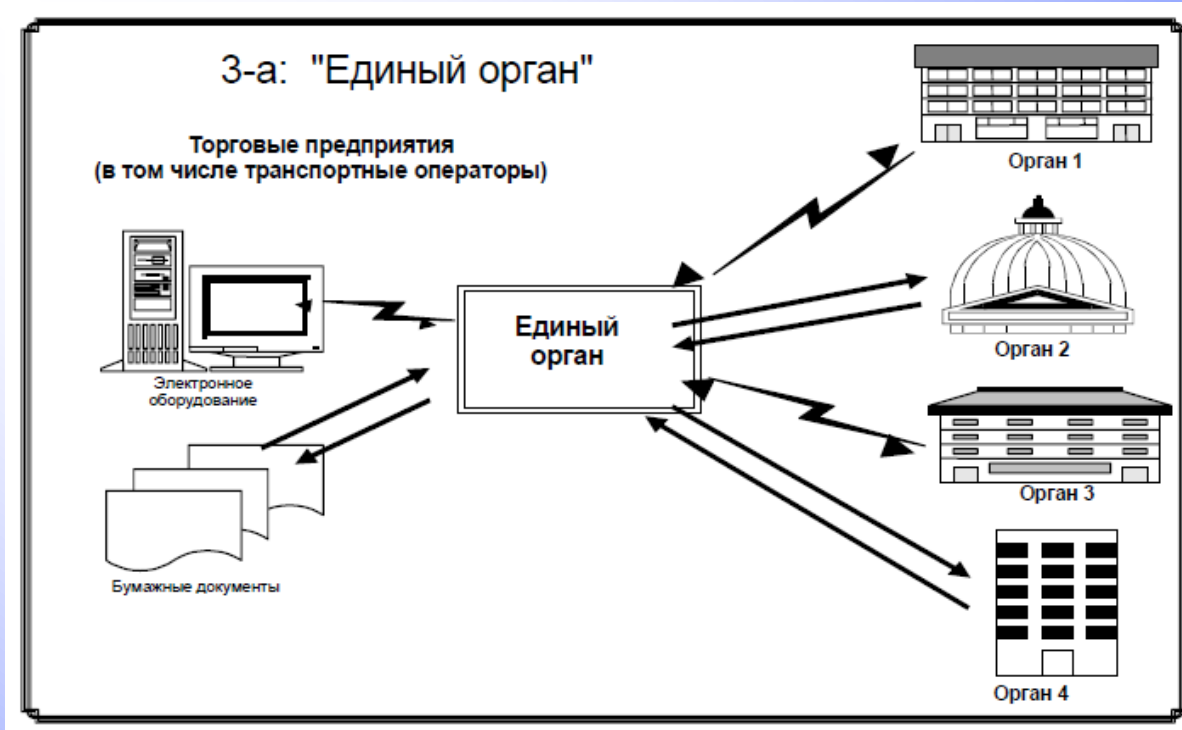 3-а: "Единый орган"
Торговые предприятия
(в том числе транспортные операторы)
Электронное
оборудование
Бумажные документы
Единый
орган
Орган 1
Орган 2
Орган 3
Орган 4